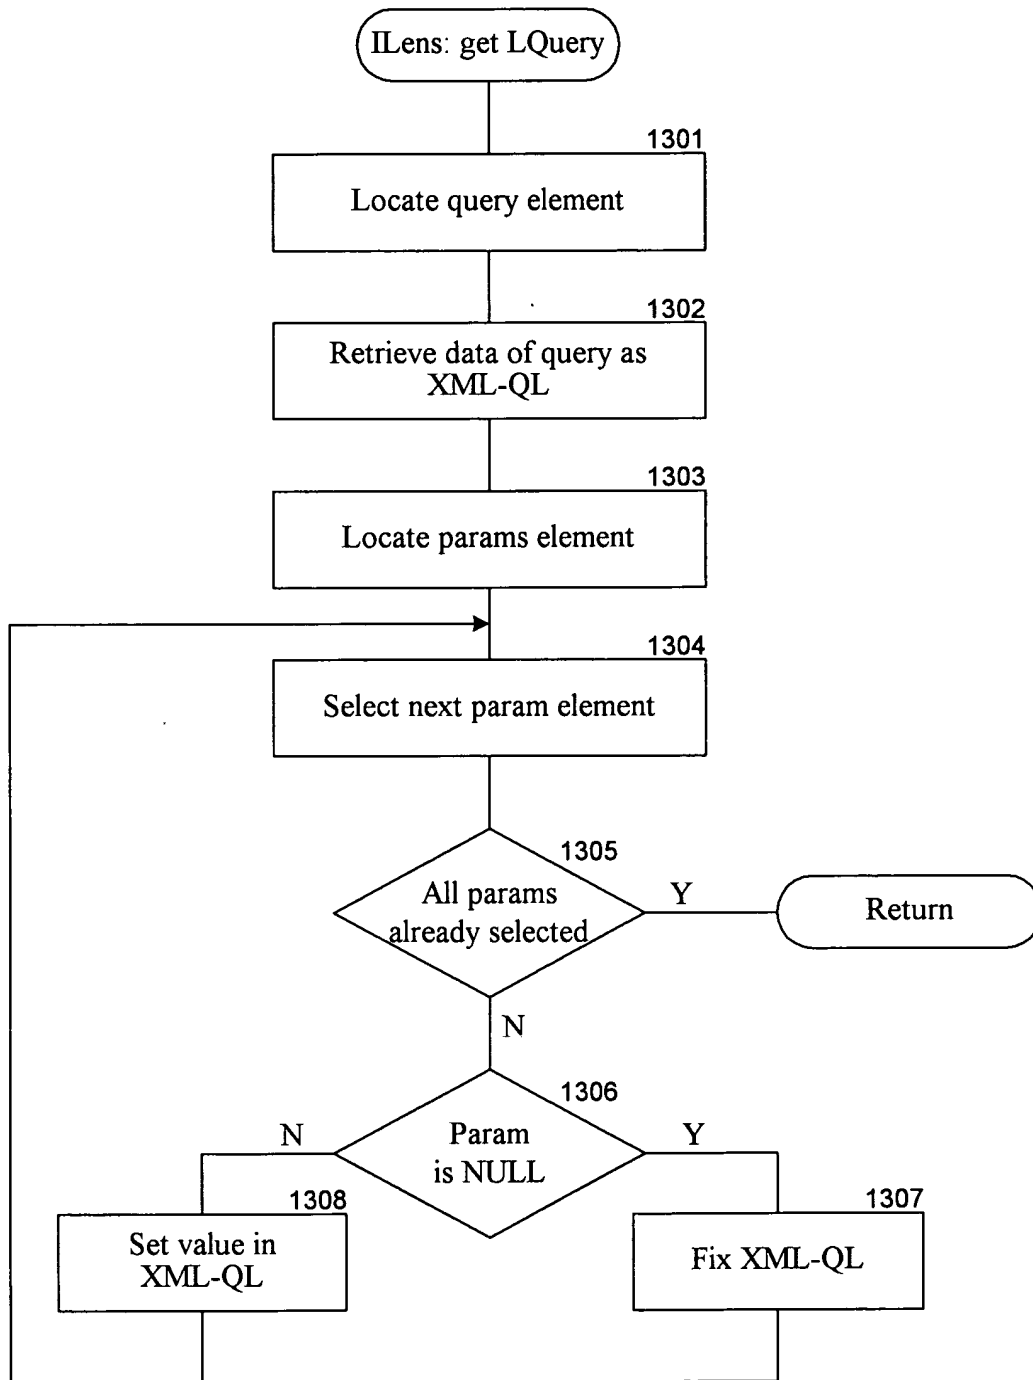 ILens: get LQuery
1301
Locate query element
1302
Retrieve data of query as
XML-QL
1303
Locate params element
1304
Select next param element
1305
All params
already selected
Y
Return
N
1306
Param
is NULL
N
Y
1308
Set value in
XML-QL
1307
Fix XML-QL